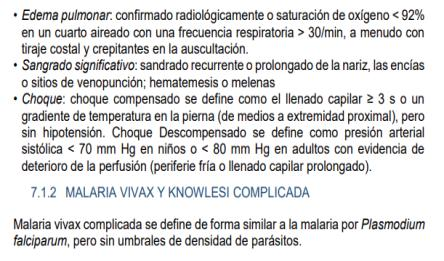 • Edema pulmonar: confirmado radiológicamente o saturación de oxígeno < 92%
en un cuarto aireado con una frecuencia respiratoria > 30/min, a menudo con
tiraje costal y crepitantes en la auscultación.
• Sangrado significativo: sandrado recurrente o prolongado de la nariz, las encías
o sitios de venopunción; hematemesis o melenas
• Choque: choque compensado se define como el llenado capilar ≥ 3 s o un
gradiente de temperatura en la pierna (de medios a extremidad proximal), pero
sin hipotensión. Choque Descompensado se define como presión arterial
sistólica < 70 mm Hg en niños o < 80 mm Hg en adultos con evidencia de
deterioro de la perfusión (periferie fría o llenado capilar prolongado).
7.1.2 MALARIA VIVAX Y KNOWLESI COMPLICADA
Malaria vivax complicada se define de forma similar a la malaria por Plasmodium
falciparum, pero sin umbrales de densidad de parásitos.